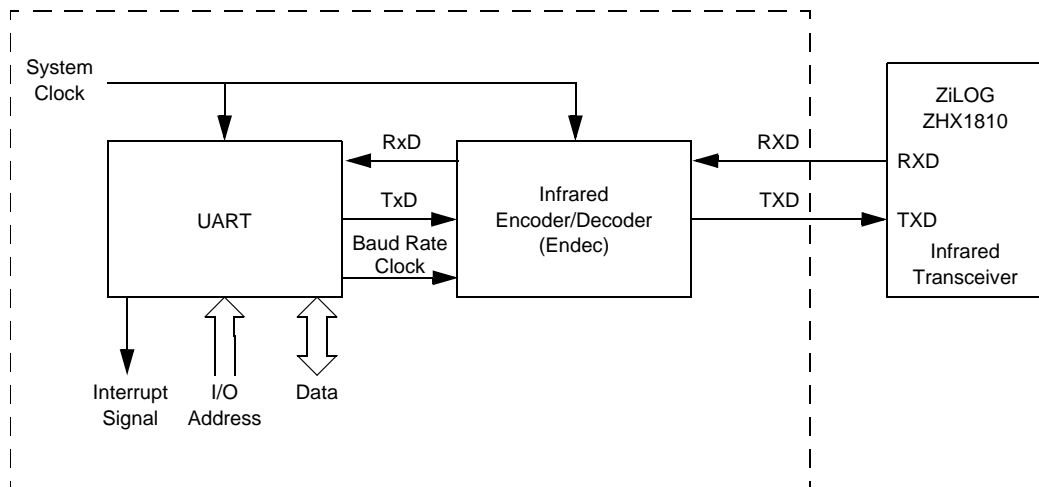 System
Clock
ZiLOG
ZHX1810
RxD
RXD
RXD
UART
Infrared
Encoder/Decoder
(Endec)
TxD
TXD
TXD
Baud Rate
Clock
Infrared
Transceiver
Interrupt
Signal
I/O
Address
Data